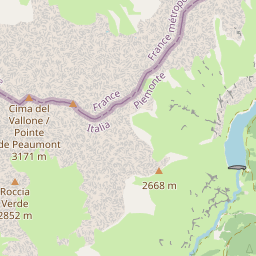 France métropo
France
Piemonte
Italia
Cima del
Vallone /
Pointe
de Peaumont
3171 m
2668 m
Roccia
Verde
2852 m